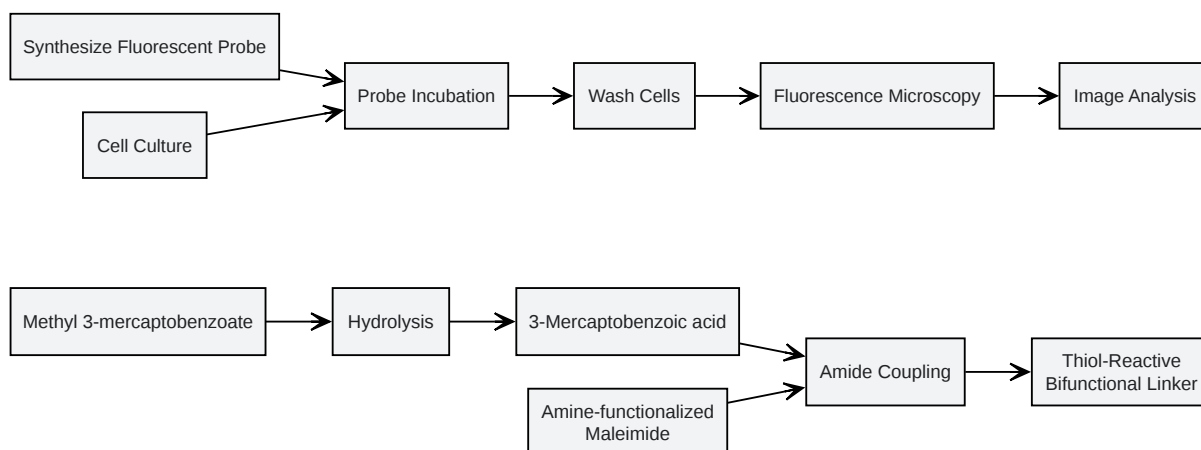 Synthesize Fluorescent Probe
Cell Culture
Probe Incubation
Wash Cells
Fluorescence Microscopy
Image Analysis
Methyl 3-mercaptobenzoate
Hydrolysis
3-Mercaptobenzoic acid
Amine-functionalized
Maleimide
Amide Coupling
Thiol-Reactive
Bifunctional Linker